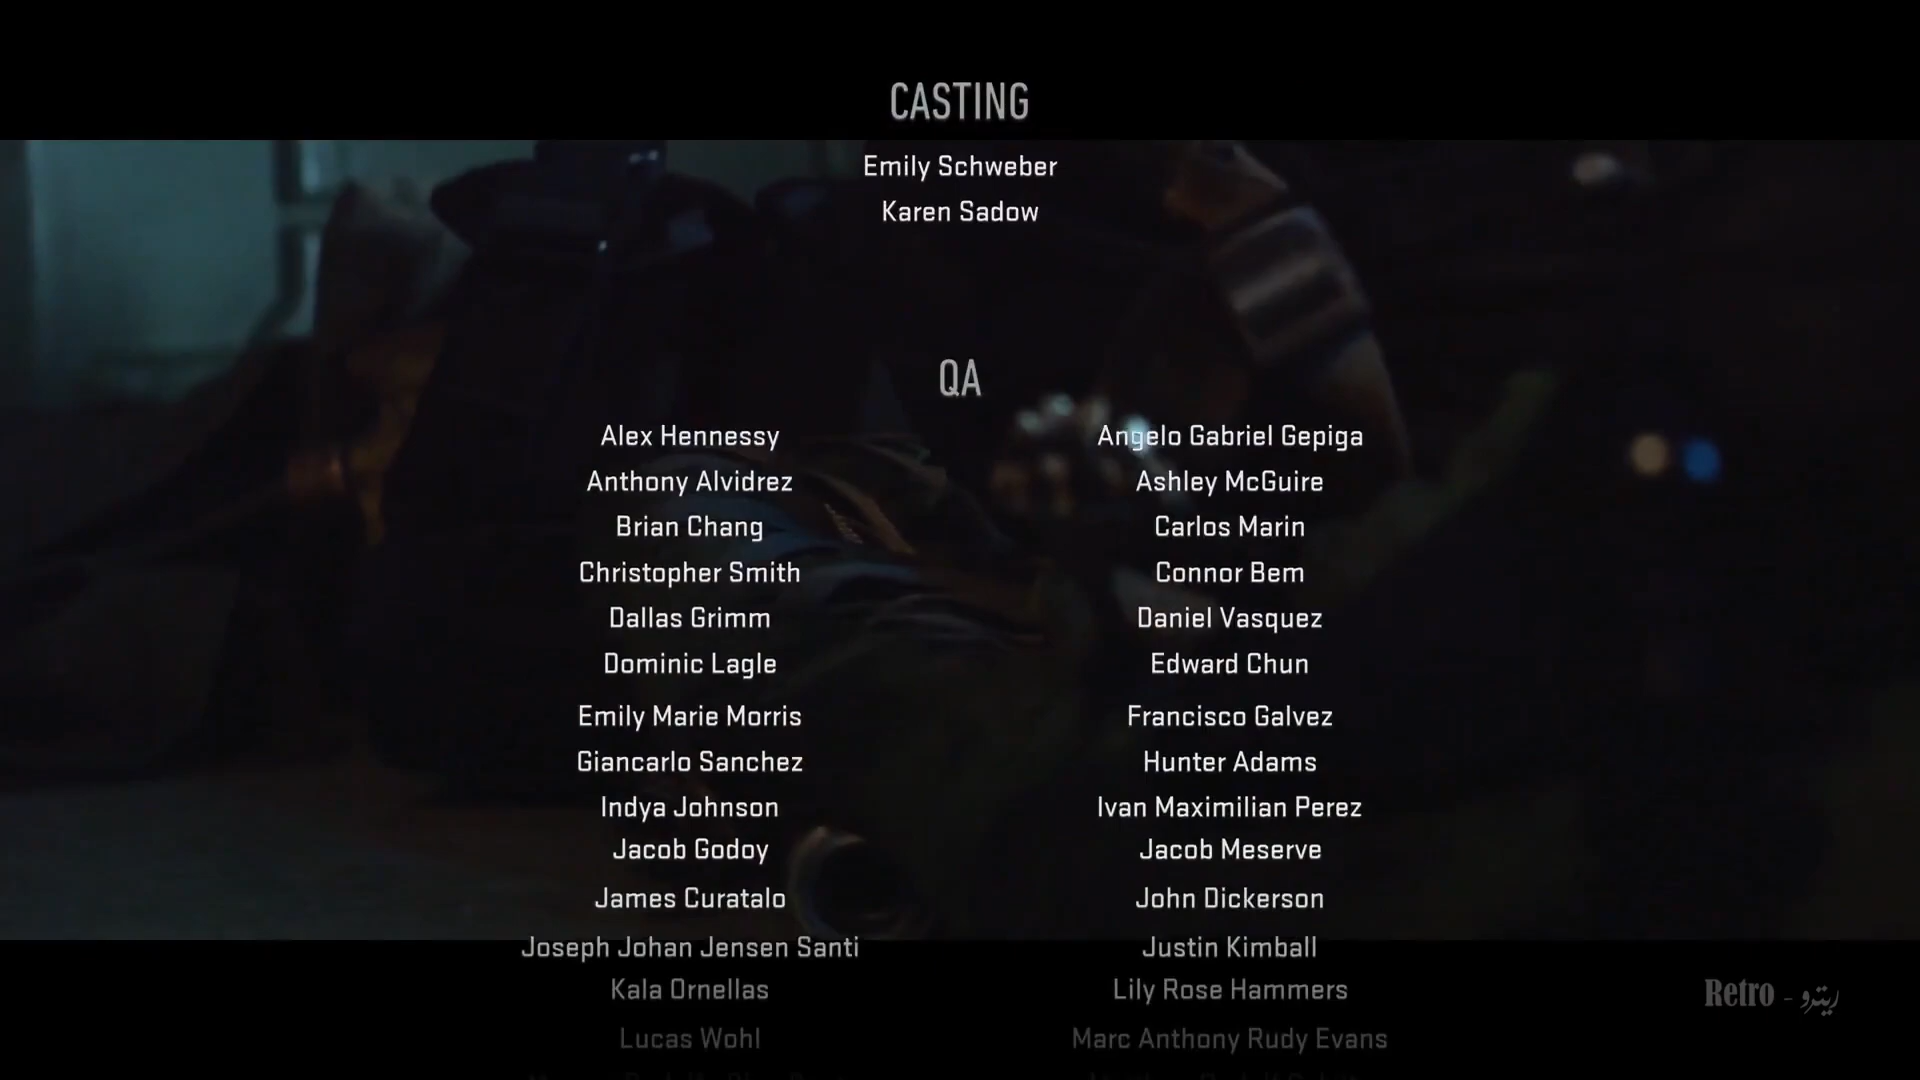 CASTING
Emily Schweber
Karen Sadow
QA
Alex Hennessy Angelo Gabriel Gepiga
Anthony Alvidrez Ashley McGuire
Brian Chang Carlos Marin
Christopher Smith Connor Bem
Dallas Grimm Daniel Vasquez
Dominic Lagle Edward Chun
Emily Marie Morris Francisco Galvez
Giancarlo Sanchez Hunter Adams
Indya Johnson Ivan Maximilian Perez
Jacob Godoy Jacob Meserve
James Curatalo John Dickerson
Joseph Johan Jensen Santi Justin Kimball
Kala Ornellas Lily Rose Hammers
Retro - ريترو
Lucas Wohl Marc Anthony Rudy Evans